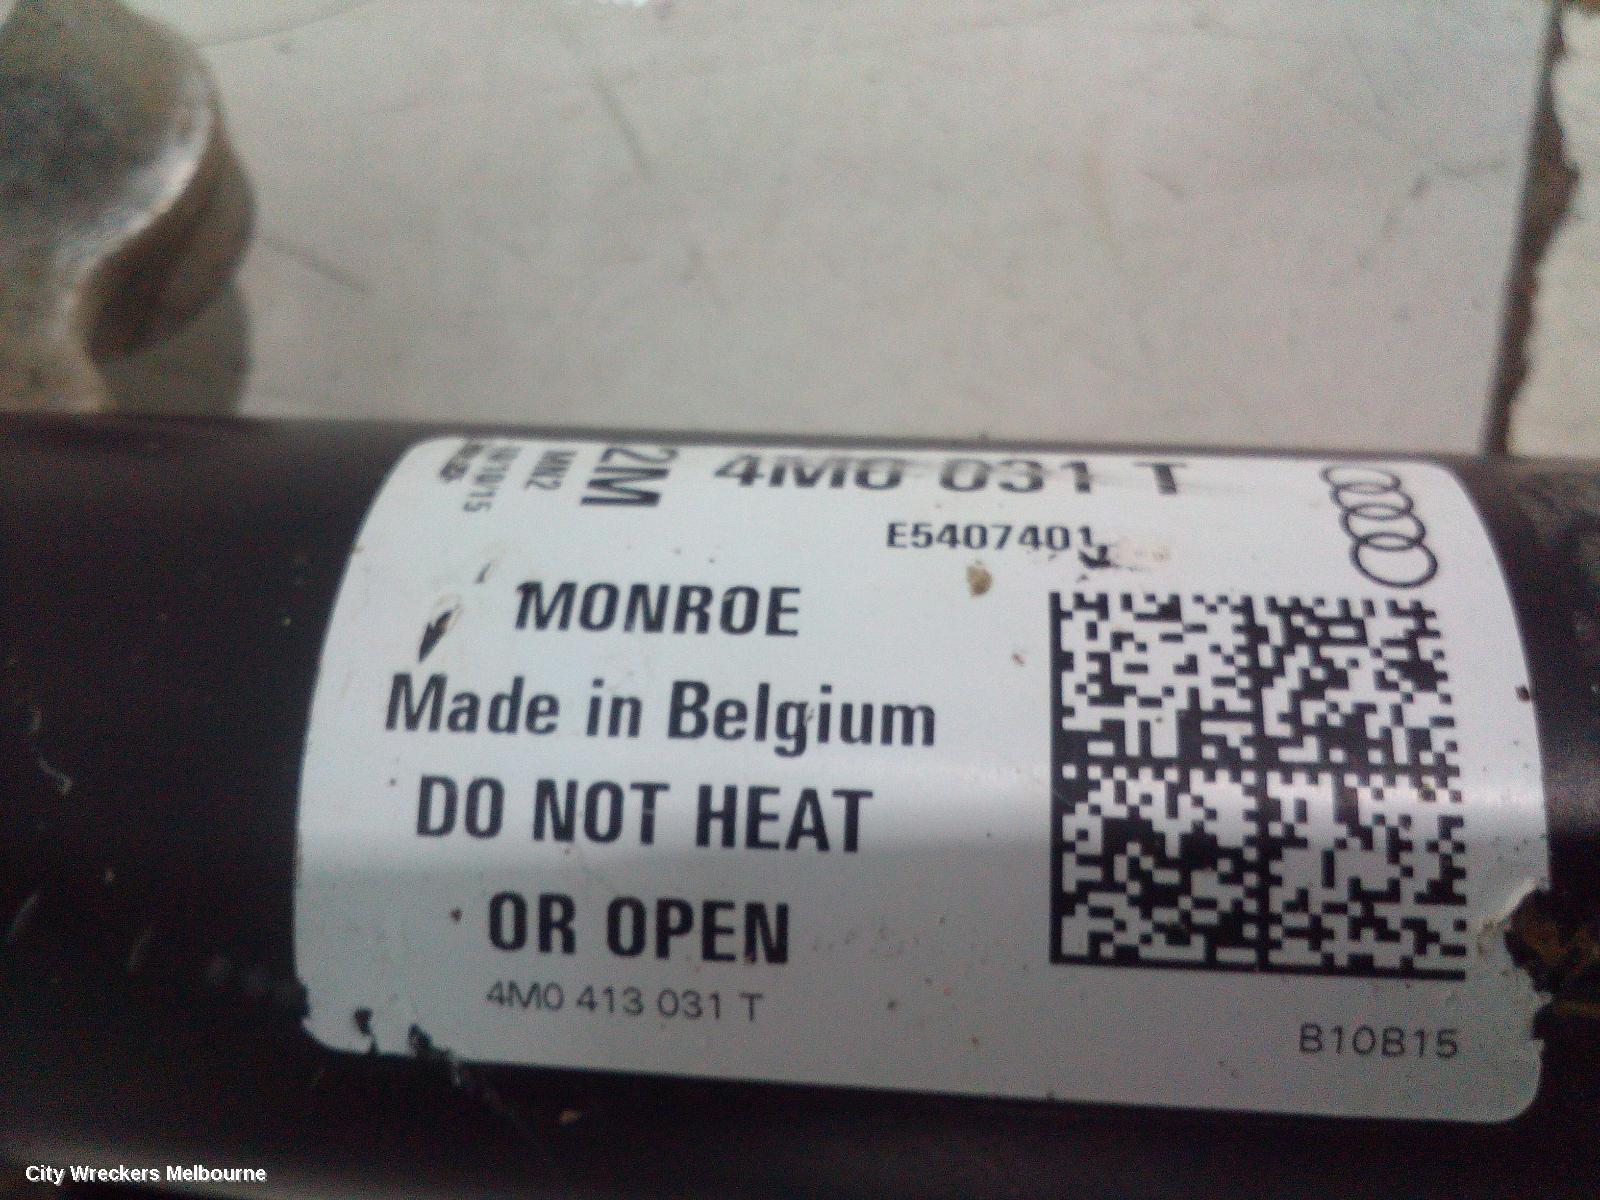 4M0 031 T
2M
E5407401
MONROE
Made in Belgium
DO NOT HEAT
OR OPEN
4M0 413 031 T
B10B15
City Wreckers Melbourne